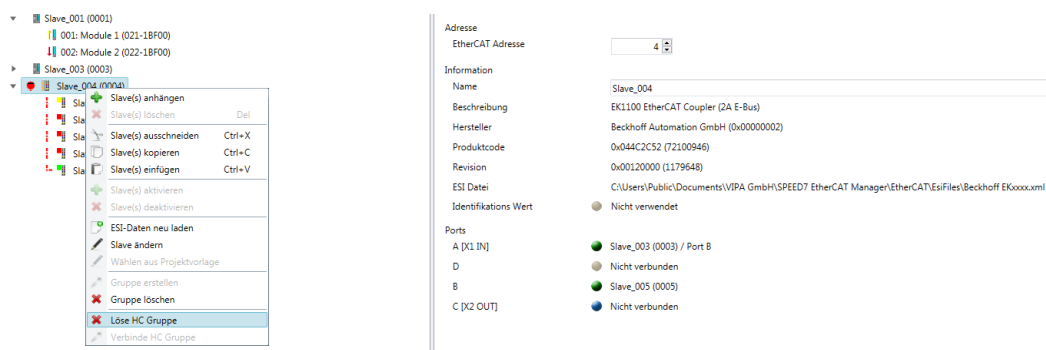 Slave_001 (0001)
001: Module 1 (021-1BF00)
002: Module 2 (022-1BF00)
Slave_003 (0003)
Slave_004 (0004)
Sla
Sla
Sla
Sla
Sla
Slave(s) anhängen
Slave(s) löschen Del
Slave(s) ausschneiden Ctrl+X
Slave(s) kopieren Ctrl+C
Slave(s) einfügen Ctrl+V
Slave(s) aktivieren
Slave(s) deaktivieren
ESI-Daten neu laden
Slave ändern
Wählen aus Projektvorlage
Gruppe erstellen
Gruppe löschen
Löse HC Gruppe
Verbinde HC Gruppe
Adresse
EtherCAT Adresse 4
Information
Name Slave_004
Beschreibung EK1100 EtherCAT Coupler (2A E-Bus)
Hersteller Beckhoff Automation GmbH (0x00000002)
Produktcode 0x044C2C52 (72100946)
Revision 0x00120000 (1179648)
ESI Datei C:\Users\Public\Documents\VIPA GmbH\SPEED7 EtherCAT Manager\EtherCAT\EsiFiles\Beckhoff EKxxxx.xml
Identifikations Wert Nicht verwendet
Ports
A [X1 IN] Slave_003 (0003) / Port B
D Nicht verbunden
B Slave_005 (0005)
C [X2 OUT] Nicht verbunden